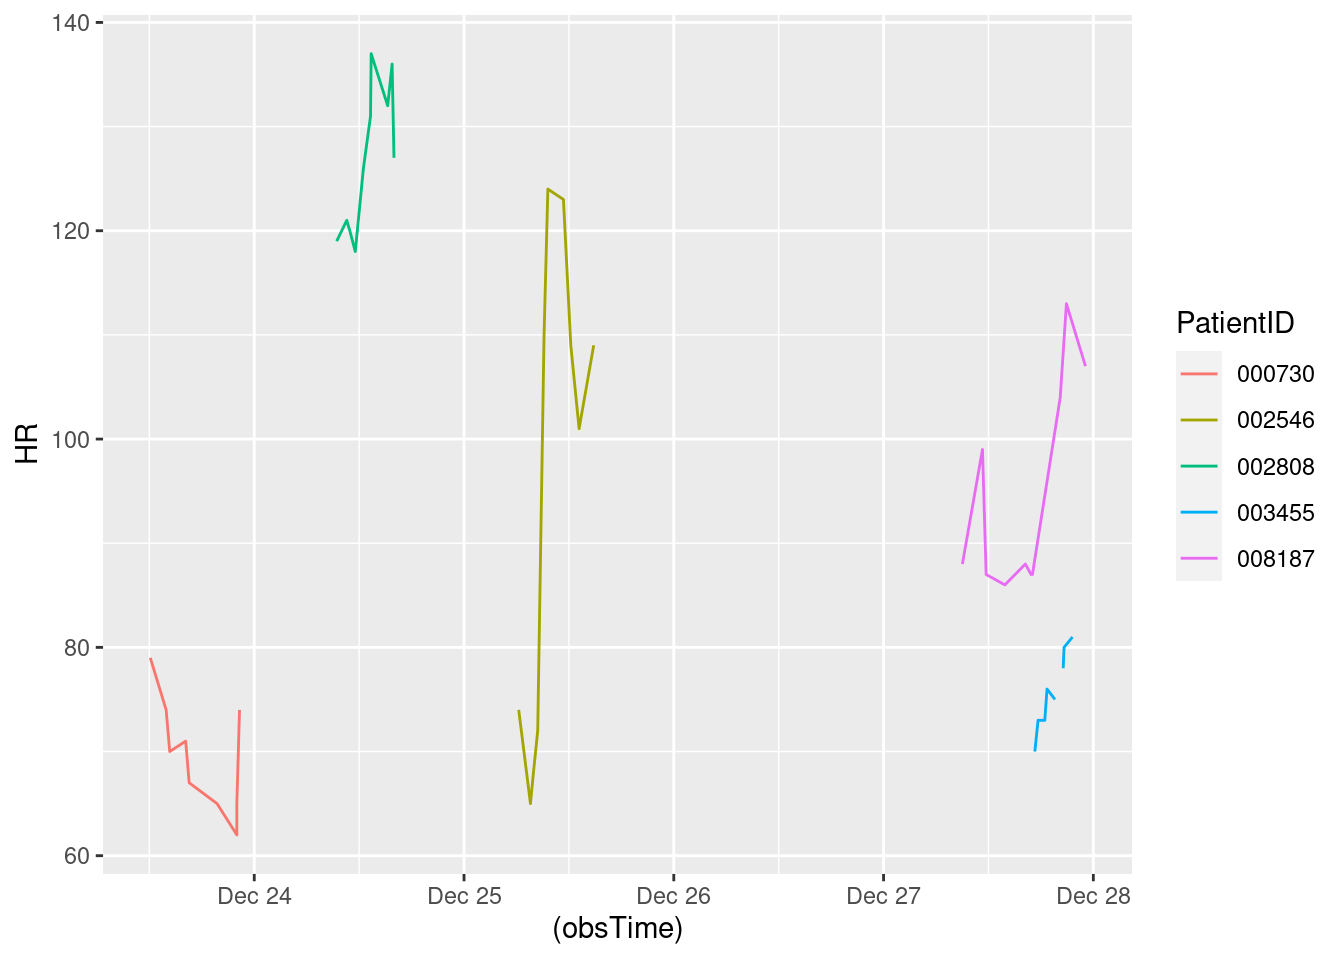 140
120
100
80
60
HR
Dec 24
Dec 25
Dec 26
Dec 27
Dec 28
(obsTime)
PatientID
000730
002546
002808
003455
008187